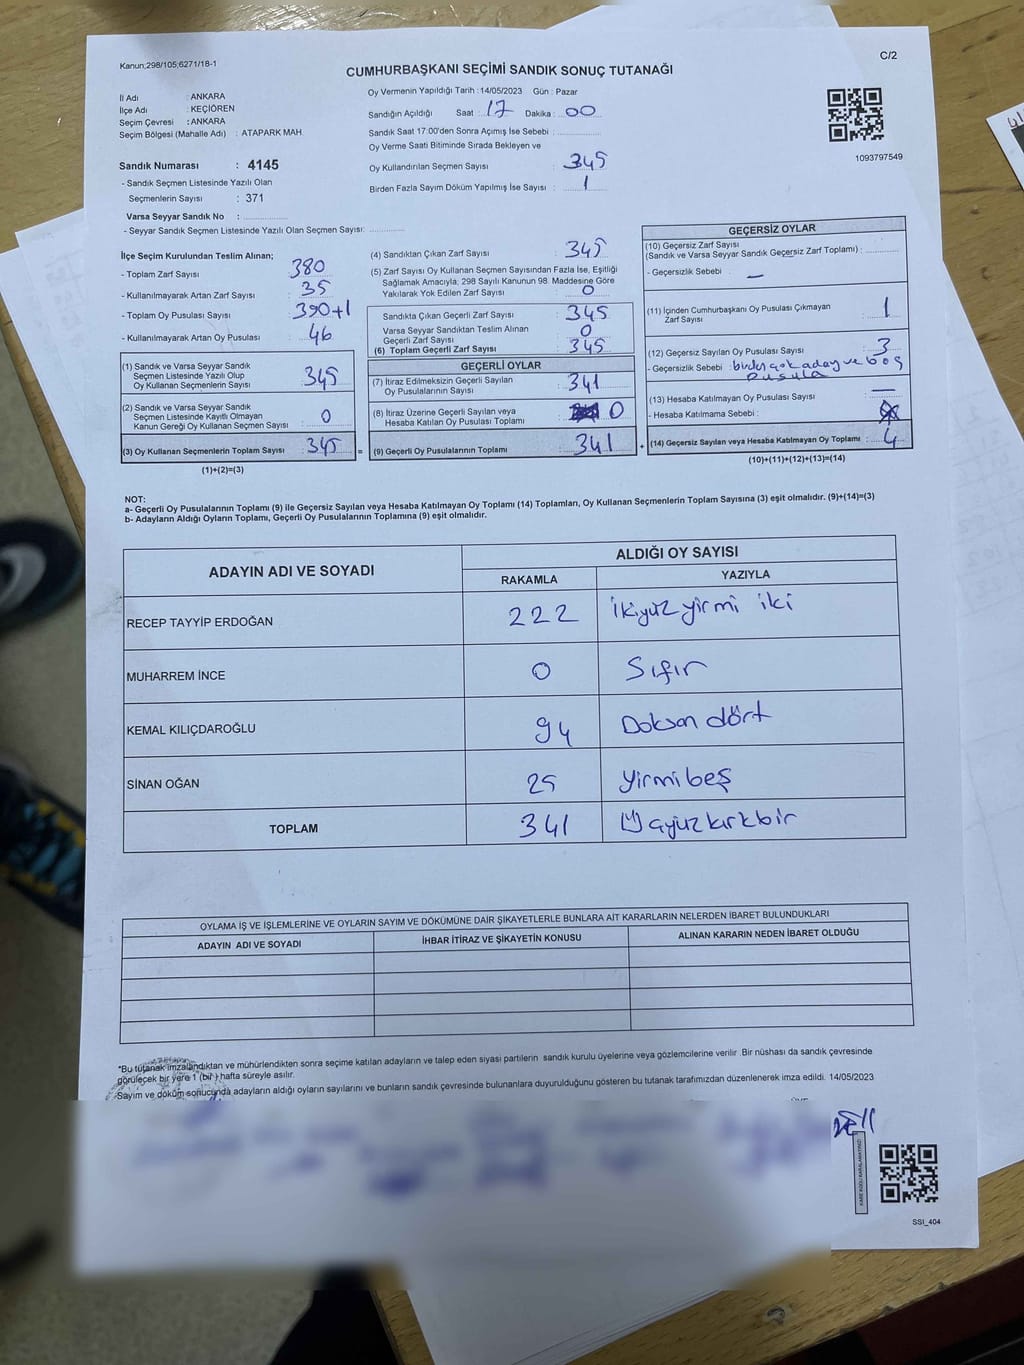 Kanun;298/105;6271/18-1
C/2
CUMHURBAŞKANI SEÇİMİ SANDIK SONUÇ TUTANAĞI
İl Adı : ANKARA
İlçe Adı : KEÇİÖREN
Seçim Çevresi : ANKARA
Seçim Bölgesi (Mahalle Adı) : ATAPARK MAH.
Sandık Numarası : 4145
- Sandık Seçmen Listesinde Yazılı Olan
Seçmenlerin Sayısı : 371
Varsa Seyyar Sandık No :
- Seyyar Sandık Seçmen Listesinde Yazılı Olan Seçmen Sayısı:
Oy Vermenin Yapıldığı Tarih : 14/05/2023 Gün : Pazar
Sandığın Açıldığı Saat : 17 Dakika : 00
Sandık Saat 17:00'den Sonra Açımış İse Sebebi :
Oy Verme Saati Bitiminde Sırada Bekleyen ve
Oy Kullandırılan Seçmen Sayısı : 345
Birden Fazla Sayım Döküm Yapılmış İse Sayısı : 1
1093797549
İlçe Seçim Kurulundan Teslim Alınan;
- Toplam Zarf Sayısı : 380
- Kullanılmayarak Artan Zarf Sayısı : 35
- Toplam Oy Pusulası Sayısı : 390+1
- Kullanılmayarak Artan Oy Pusulası : 46
(1) Sandık ve Varsa Seyyar Sandık
Seçmen Listesinde Yazılı Olup
Oy Kullanan Seçmenlerin Sayısı : 345
(2) Sandık ve Varsa Seyyar Sandık
Seçmen Listesinde Kayıtlı Olmayan
Kanun Gereği Oy Kullanan Seçmen Sayısı : 0
(3) Oy Kullanan Seçmenlerin Toplam Sayısı : 345 =
(1)+(2)=(3)
(4) Sandıktan Çıkan Zarf Sayısı : 345
(5) Zarf Sayısı Oy Kullanan Seçmen Sayısından Fazla İse, Eşitliği
Sağlamak Amacıyla; 298 Sayılı Kanunun 98. Maddesine Göre
Yakılarak Yok Edilen Zarf Sayısı : 0
Sandıkta Çıkan Geçerli Zarf Sayısı : 345
Varsa Seyyar Sandıktan Teslim Alınan
Geçerli Zarf Sayısı : 0
(6) Toplam Geçerli Zarf Sayısı : 345
GEÇERLİ OYLAR
(7) İtiraz Edilmeksizin Geçerli Sayılan
Oy Pusulalarının Sayısı : 341
(8) İtiraz Üzerine Geçerli Sayılan veya
Hesaba Katılan Oy Pusulası Toplamı : 0
(9) Geçerli Oy Pusulalarının Toplamı : 341 +
GEÇERSİZ OYLAR
(10) Geçersiz Zarf Sayısı
(Sandık ve Varsa Seyyar Sandık Geçersiz Zarf Toplamı) :
- Geçersizlik Sebebi : —
(11) İçinden Cumhurbaşkanı Oy Pusulası Çıkmayan
Zarf Sayısı : 1
(12) Geçersiz Sayılan Oy Pusulası Sayısı : 3
- Geçersizlik Sebebi : birden çok aday ve boş
pusula
(13) Hesaba Katılmayan Oy Pusulası Sayısı : —
- Hesaba Katılmama Sebebi :
(14) Geçersiz Sayılan veya Hesaba Katılmayan Oy Toplamı : 4
(10)+(11)+(12)+(13)=(14)
NOT:
a- Geçerli Oy Pusulalarının Toplamı (9) ile Geçersiz Sayılan veya Hesaba Katılmayan Oy Toplamı (14) Toplamları, Oy Kullanan Seçmenlerin Toplam Sayısına (3) eşit olmalıdır. (9)+(14)=(3)
b- Adayların Aldığı Oyların Toplamı, Geçerli Oy Pusulalarının Toplamına (9) eşit olmalıdır.
ADAYIN ADI VE SOYADI ALDIĞI OY SAYISI
RAKAMLA YAZIYLA
RECEP TAYYİP ERDOĞAN 222 ikiyüz yirmi iki
MUHARREM İNCE 0 Sıfır
KEMAL KILIÇDAROĞLU 94 Doksan dört
SİNAN OĞAN 25 Yirmibeş
TOPLAM 341
OYLAMA İŞ VE İŞLEMLERİNE VE OYLARIN SAYIM VE DÖKÜMÜNE DAİR ŞİKAYETLERLE BUNLARA AİT KARARLARIN NELERDEN İBARET BULUNDUKLARI
ADAYIN ADI VE SOYADI İHBAR İTİRAZ VE ŞİKAYETİN KONUSU ALINAN KARARIN NEDEN İBARET OLDUĞU
*Bu tutanak imzalandıktan ve mühürlendikten sonra seçime katılan adayların ve talep eden siyasi partilerin sandık kurulu üyelerine veya gözlemcilerine verilir. Bir nüshası da sandık çevresinde
görülecek bir yere 1 (bir) hafta süreyle asılır.
Sayım ve döküm sonucunda adayların aldığı oyların sayılarını ve bunların sandık çevresinde bulunanlara duyurulduğunu gösteren bu tutanak tarafımızdan düzenlenerek imza edildi. 14/05/2023
SSI_404